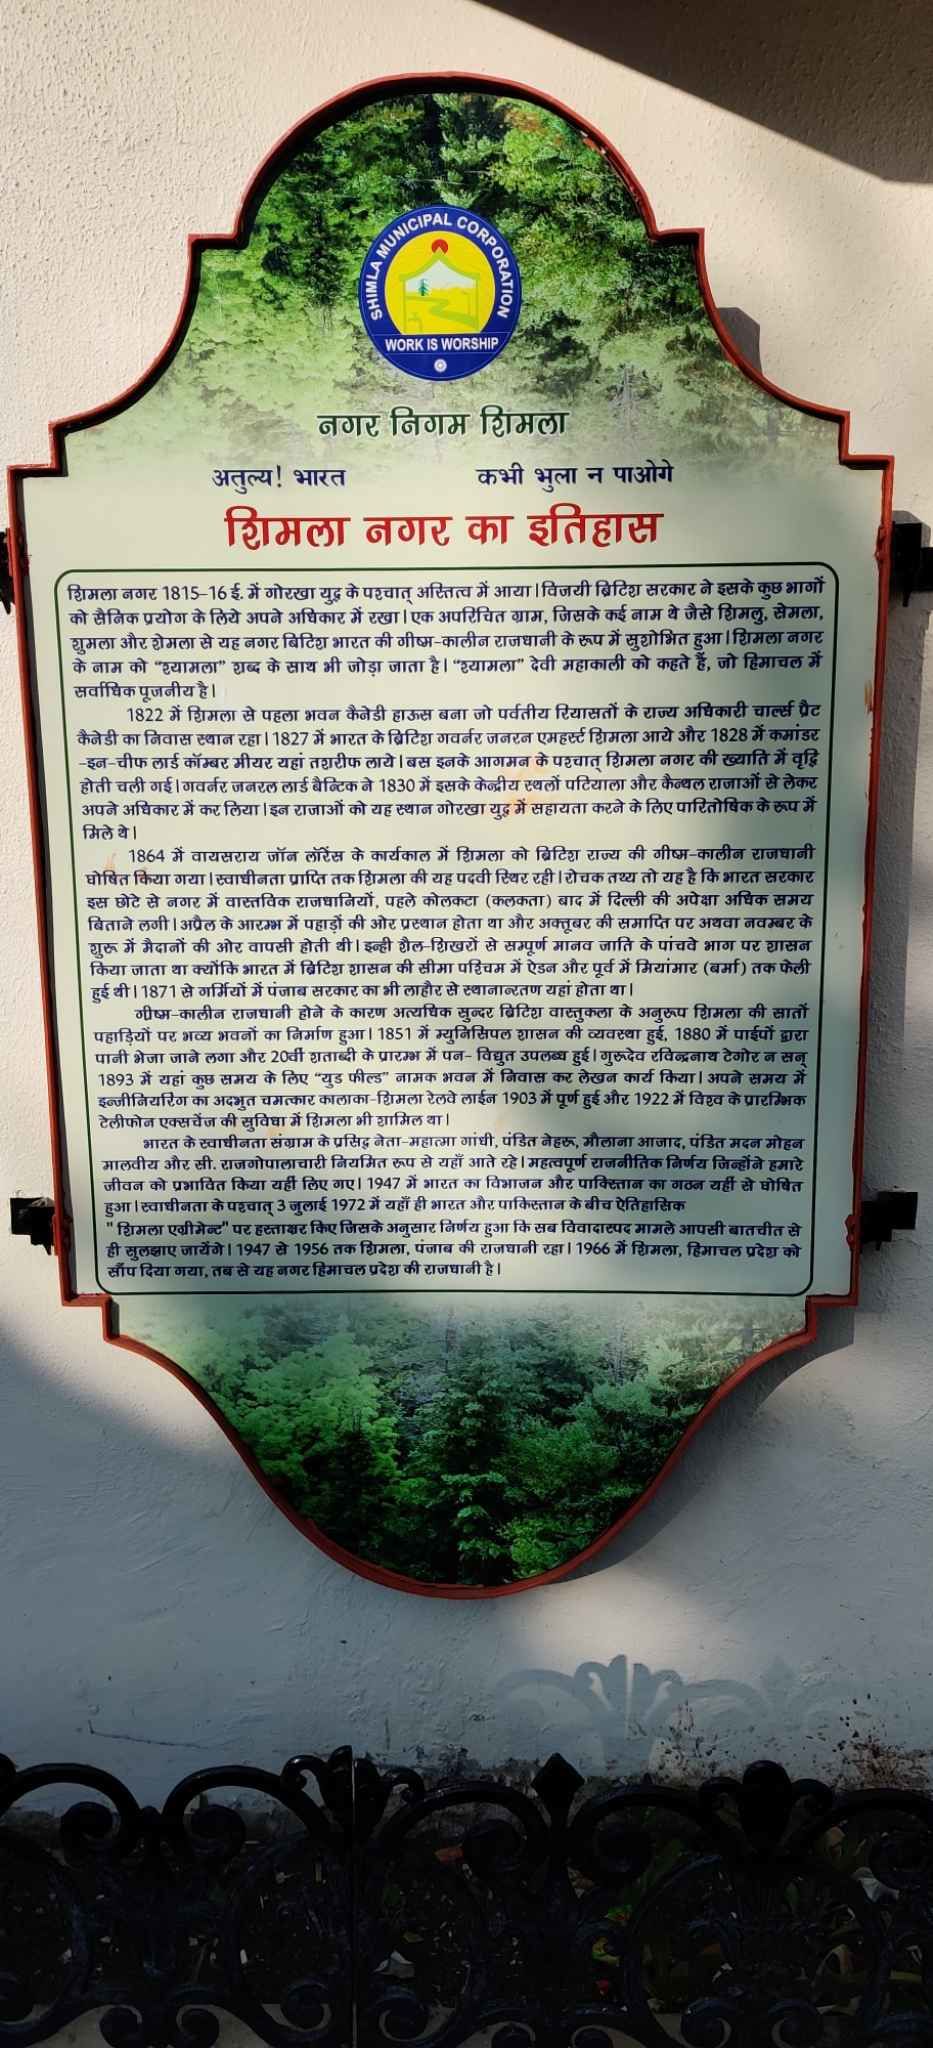 SHIMLA MUNICIPAL CORPORATION
WORK IS WORSHIP
नगर निगम शिमला
अतुल्य! भारत कभी भुला न पाओगे
शिमला नगर का इतिहास
शिमला नगर 1815-16 ई. में गोरखा युद्ध के पश्चात् अस्तित्व में आया। विजयी ब्रिटिश सरकार ने इसके कुछ भागों
को सैनिक प्रयोग के लिये अपने अधिकार में रखा। एक अपरिचित ग्राम, जिसके कई नाम थे जैसे शिमलु, सेमला,
शुमला और शेमला से यह नगर ब्रिटिश भारत की गीष्म-कालीन राजधानी के रूप में सुशोभित हुआ। शिमला नगर
के नाम को "श्यामला" शब्द के साथ भी जोड़ा जाता है। "श्यामला" देवी महाकाली को कहते हैं, जो हिमाचल में
सर्वाधिक पूजनीय है।
1822 में शिमला से पहला भवन कैनेडी हाऊस बना जो पर्वतीय रियासतों के राज्य अधिकारी चार्ल्स प्रैट
कैनेडी का निवास स्थान रहा। 1827 में भारत के ब्रिटिश गवर्नर जनरन एमहर्स्ट शिमला आये और 1828 में कमांडर
-इन-चीफ लार्ड कॉम्बर मीयर यहां तशरीफ लाये। बस इनके आगमन के पश्चात् शिमला नगर की ख्याति में वृद्वि
होती चली गई। गवर्नर जनरल लार्ड बैन्टिक ने 1830 में इसके केन्द्रीय स्थलों पटियाला और कैन्थल राजाओं से लेकर
अपने अधिकार में कर लिया। इन राजाओं को यह स्थान गोरखा युद्ध में सहायता करने के लिए पारितोषिक के रूप में
मिले थे।
1864 में वायसराय जॉन लॉरेंस के कार्यकाल में शिमला को ब्रिटिश राज्य की गीष्म-कालीन राजधानी
घोषित किया गया। स्वाधीनता प्राप्ति तक शिमला की यह पदवी स्थिर रही। रोचक तथ्य तो यह है कि भारत सरकार
इस छोटे से नगर में वास्तविक राजधानियों, पहले कोलकटा (कलकता) बाद में दिल्ली की अपेक्षा अधिक समय
बिताने लगी। अप्रैल के आरम्भ में पहाड़ों की ओर प्रस्थान होता था और अक्तूबर की समाप्ति पर अथवा नवम्बर के
शुरू में मैदानों की ओर वापसी होती थी। इन्ही शैल-शिखरों से सम्पूर्ण मानव जाति के पांचवे भाग पर शासन
किया जाता था क्योंकि भारत में ब्रिटिश शासन की सीमा पश्चिम में ऐडन और पूर्व में मियांमार (बर्मा) तक फेली
हुई थी। 1871 से गर्मियों में पंजाब सरकार का भी लाहौर से स्थानान्तरण यहां होता था।
गीष्म-कालीन राजधानी होने के कारण अत्यधिक सुन्दर ब्रिटिश वास्तुकला के अनुरूप शिमला की सातों
पहाड़ियों पर भव्य भवनों का निर्माण हुआ। 1851 में म्युनिसिपल शासन की व्यवस्था हुई, 1880 में पाईपों द्वारा
पानी भेजा जाने लगा और 20वीं शताब्दी के प्रारम्भ में पन- विद्युत उपलब्ध हुई। गुरूदेव रविन्द्रनाथ टेगोर न सन्
1893 में यहां कुछ समय के लिए "युड फील्ड" नामक भवन में निवास कर लेखन कार्य किया। अपने समय में
इन्जीनियरिंग का अदभुत चमत्कार कालाका-शिमला रेलवे लाईन 1903 में पूर्ण हुई और 1922 में विश्व के प्रारम्भिक
टेलीफोन एक्सचेंज की सुविधा में शिमला भी शामिल था।
भारत के स्वाधीनता संग्राम के प्रसिद्ध नेता-महात्मा गांधी, पंडित नेहरू, मौलाना आजाद, पंडित मदन मोहन
मालवीय और सी. राजगोपालाचारी नियमित रूप से यहाँ आते रहे। महत्वपूर्ण राजनीतिक निर्णय जिन्होंने हमारे
जीवन को प्रभावित किया यहीं लिए गए। 1947 में भारत का विभाजन और पाकिस्तान का गठन यहीं से घोषित
हुआ। स्वाधीनता के पश्चात् 3 जुलाई 1972 में यहाँ ही भारत और पाकिस्तान के बीच ऐतिहासिक
" शिमला एग्रीमेन्ट" पर हस्ताक्षर किए जिसके अनुसार निर्णय हुआ कि सब विवादास्पद मामले आपसी बातचीत से
ही सुलझाए जायेंगे। 1947 से 1956 तक शिमला, पंजाब की राजधानी रहा। 1966 में शिमला, हिमाचल प्रदेश को
सौंप दिया गया, तब से यह नगर हिमाचल प्रदेश की राजधानी है।